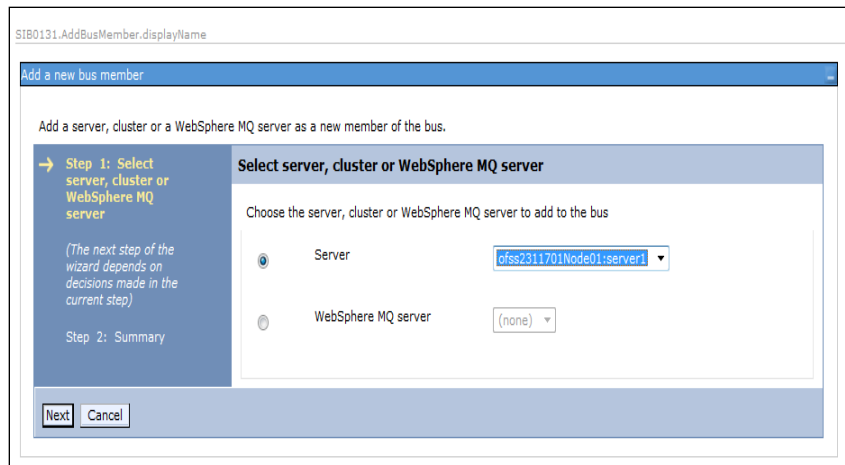 SIB0131.AddBusMember.displayName
Add a new bus member
Add a server, cluster or a WebSphere MQ server as a new member of the bus.
Step 1: Select
server, cluster or
WebSphere MQ
server
(The next step of the
wizard depends on
decisions made in the
current step)
Step 2: Summary
Select server, cluster or WebSphere MQ server
Choose the server, cluster or WebSphere MQ server to add to the bus
Server
ofss2311701Node01:server1
WebSphere MQ server
(none)
Next
Cancel